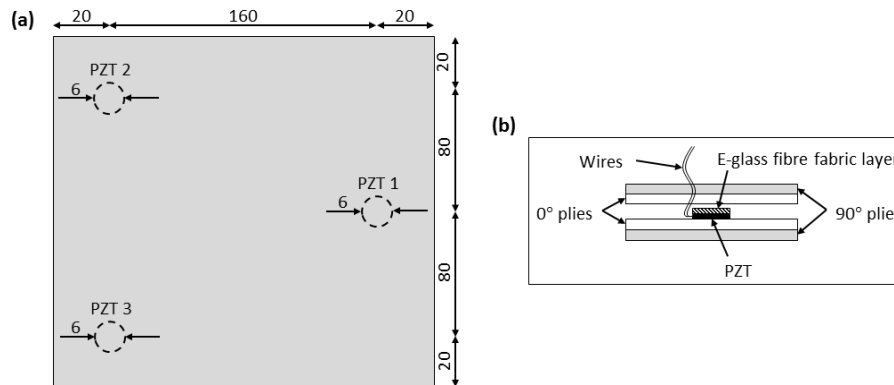 (a)
20
160
20
PZT 2
6
20
80
PZT 1
6
80
PZT 3
6
20
(b)
Wires
E-glass fibre fabric layer
0° plies
90° plie
PZT